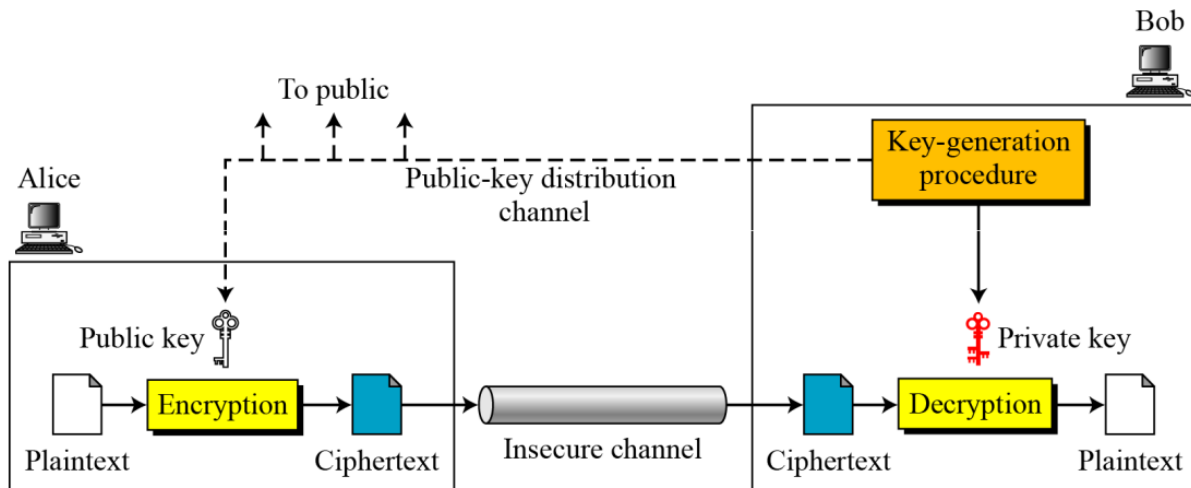 Bob
To public
Key-generation
procedure
Alice
Public-key distribution
channel
Public key
Private key
Encryption
Decryption
Insecure channel
Plaintext
Ciphertext
Ciphertext
Plaintext